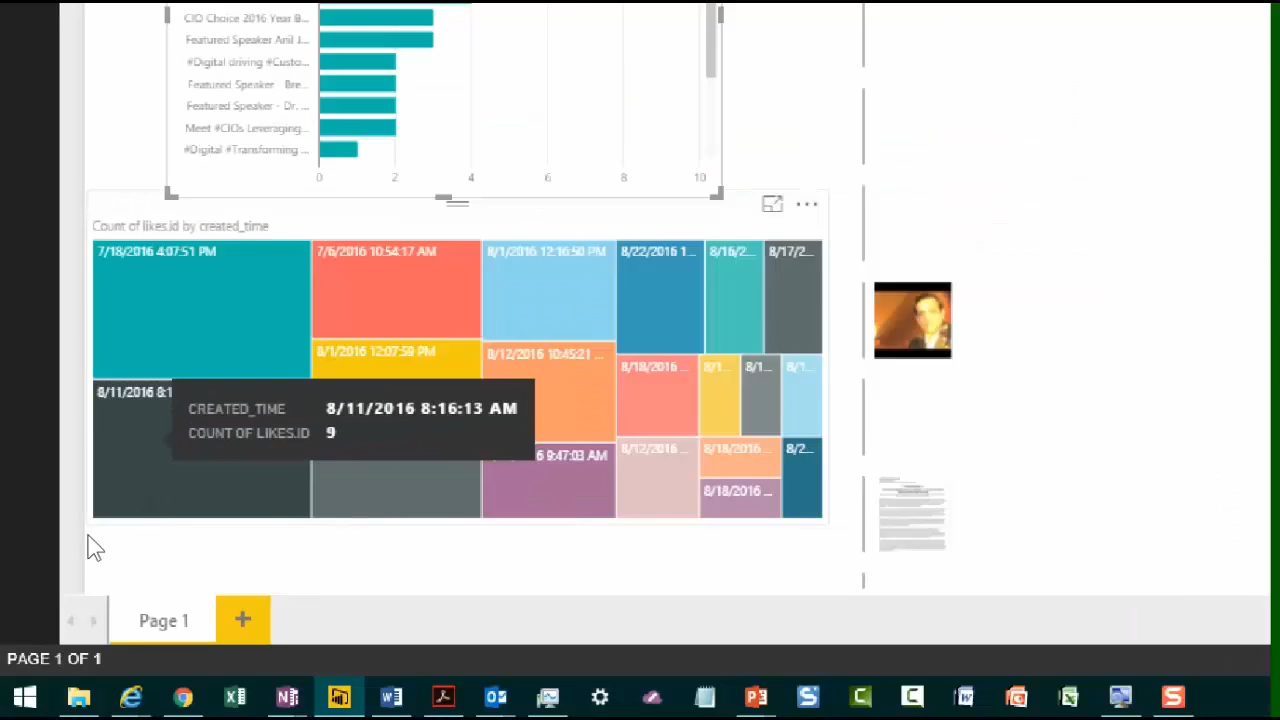 CIO Choice 2016 Year B...
Featured Speaker Anil J...
#Digital driving #Custo...
Featured Speaker - Bre...
Featured Speaker - Dr. ...
Meet #CIOs Leveraging...
#Digital #Transforming ...
0 2 4 6 8 10
Count of likes.id by created_time
7/18/2016 4:07:51 PM
7/6/2016 10:54:17 AM
8/1/2016 12:16:50 PM
8/22/2016 1...
8/16/2...
8/17/2...
8/1/2016 12:07:59 PM
8/12/2016 10:45:21 ...
8/18/2016 ...
8/1...
8/1...
8/1...
8/11/2016 8:1
CREATED_TIME 8/11/2016 8:16:13 AM
COUNT OF LIKES.ID 9
6 9:47:03 AM
8/12/2016 ...
8/18/2016 ...
8/2...
8/18/2016 ...
Page 1
+
PAGE 1 OF 1